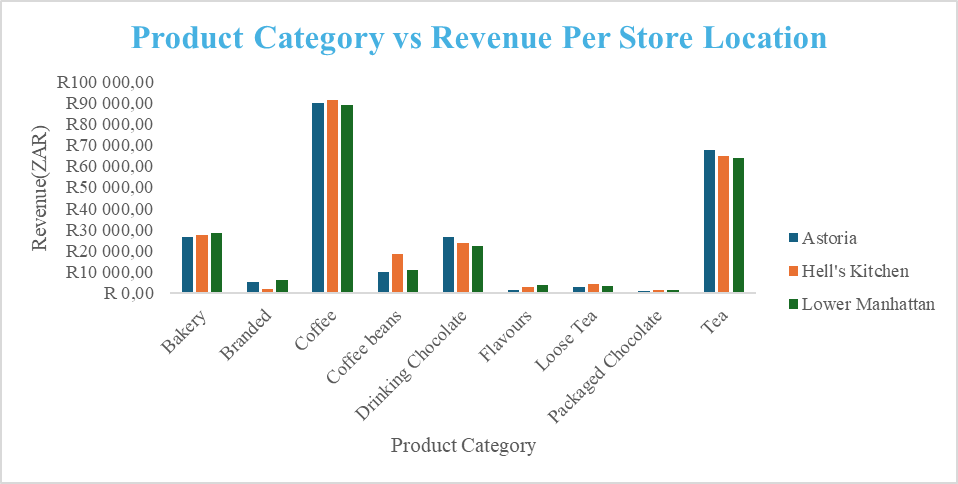 Product Category vs Revenue Per Store Location
R100 000,00
R90 000,00
R80 000,00
R70 000,00
R60 000,00
R50 000,00
R40 000,00
R30 000,00
R20 000,00
R10 000,00
R 0,00
Revenue(ZAR)
Bakery
Branded
Coffee
Coffee beans
Drinking Chocolate
Flavours
Loose Tea
Packaged Chocolate
Tea
Product Category
Astoria
Hell's Kitchen
Lower Manhattan